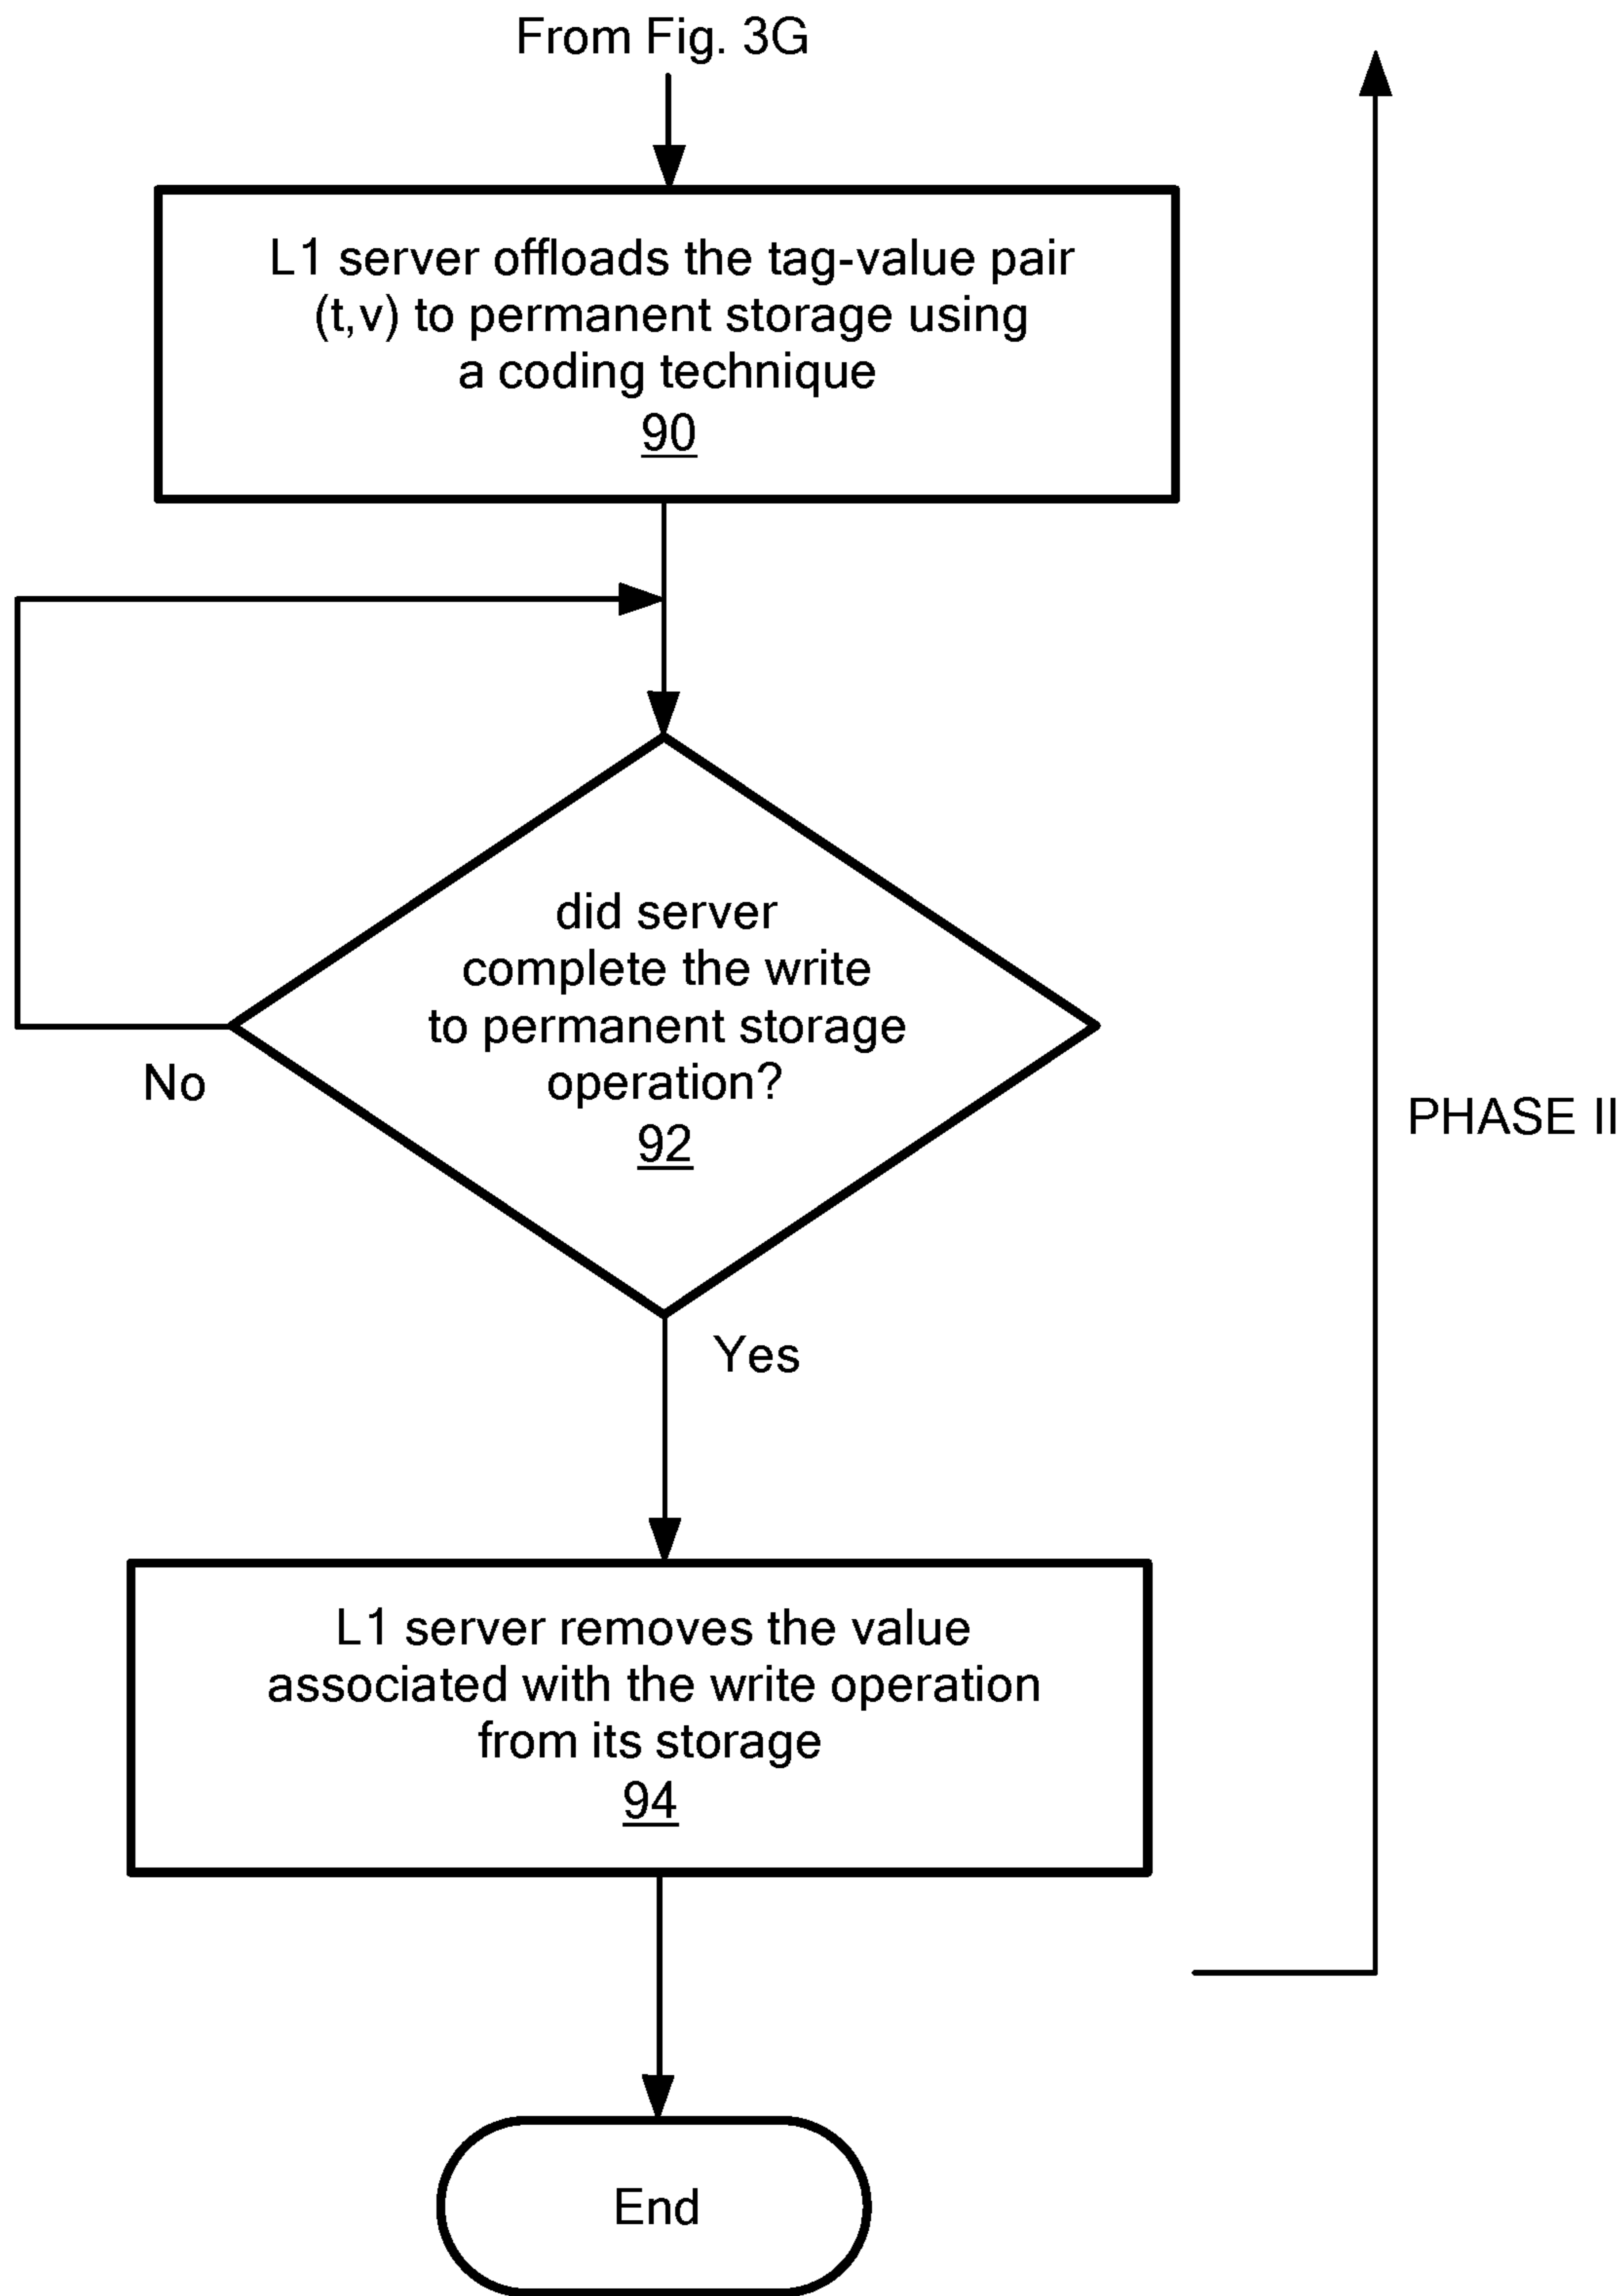 From Fig. 3G
L1 server offloads the tag-value pair
(t,v) to permanent storage using
a coding technique
90
did server
complete the write
to permanent storage
operation?
92
No
PHASE II
Yes
L1 server removes the value
associated with the write operation
from its storage
94
End